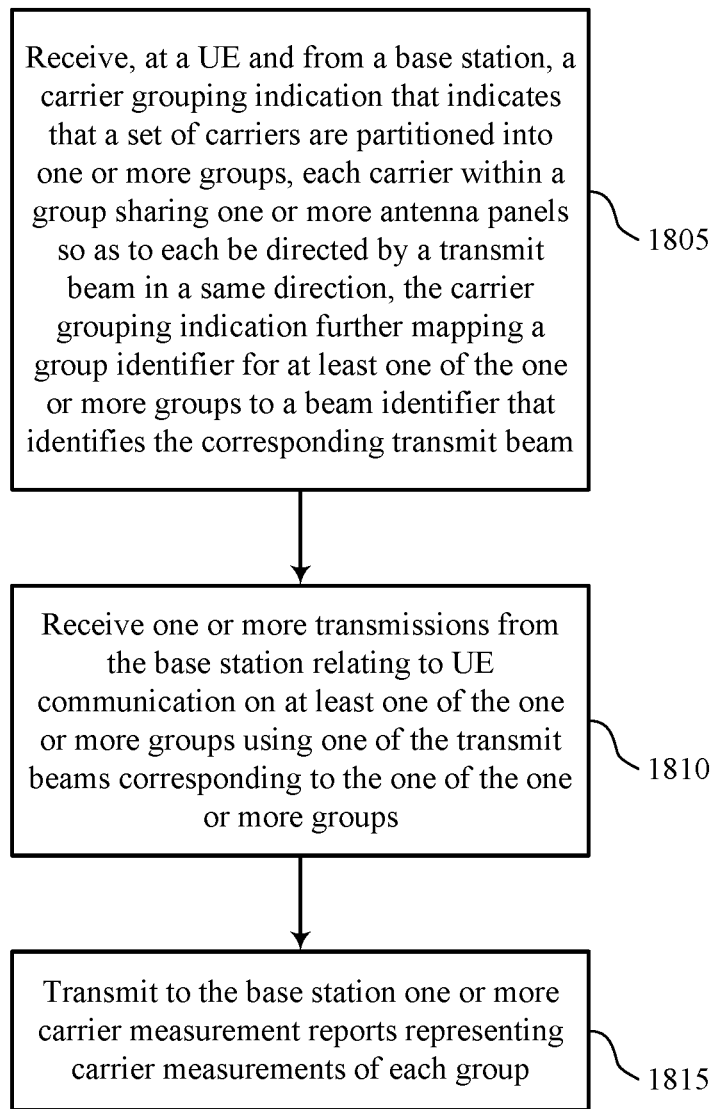 Receive, at a UE and from a base station, a
carrier grouping indication that indicates
that a set of carriers are partitioned into
one or more groups, each carrier within a
group sharing one or more antenna panels
so as to each be directed by a transmit
beam in a same direction, the carrier
grouping indication further mapping a
group identifier for at least one of the one
or more groups to a beam identifier that
identifies the corresponding transmit beam
1805
Receive one or more transmissions from
the base station relating to UE
communication on at least one of the one
or more groups using one of the transmit
beams corresponding to the one of the one
or more groups
1810
Transmit to the base station one or more
carrier measurement reports representing
carrier measurements of each group
1815